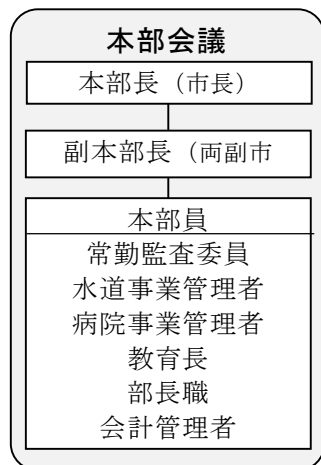 本部会議
本部長（市長）
副本部長（両副市
本部員
常勤監査委員
水道事業管理者
病院事業管理者
教育長
部長職
会計管理者